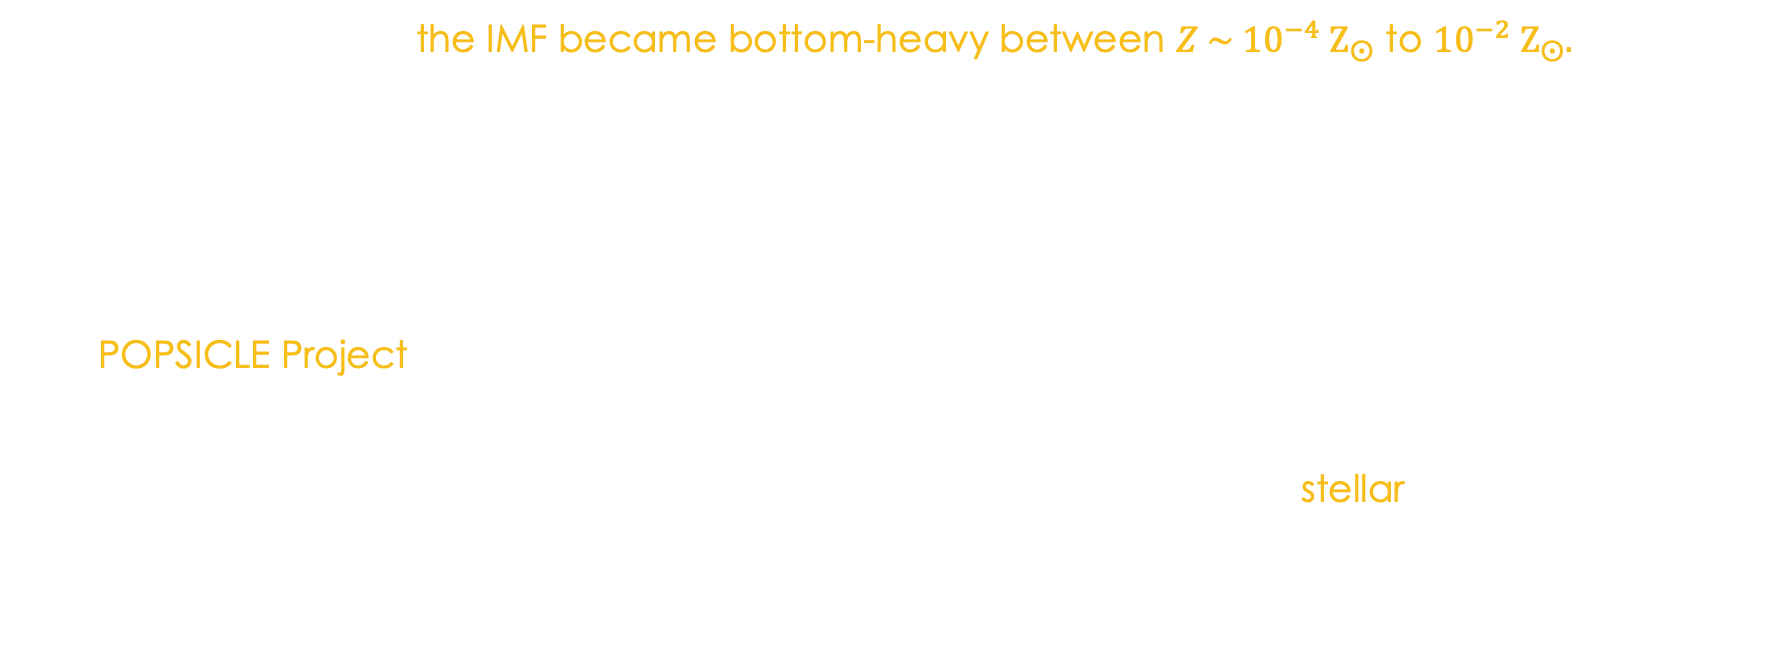 the IMF became bottom-heavy between Z ~ 10⁻⁴ Z⊙ to 10⁻² Z⊙.
POPSICLE Project
stellar